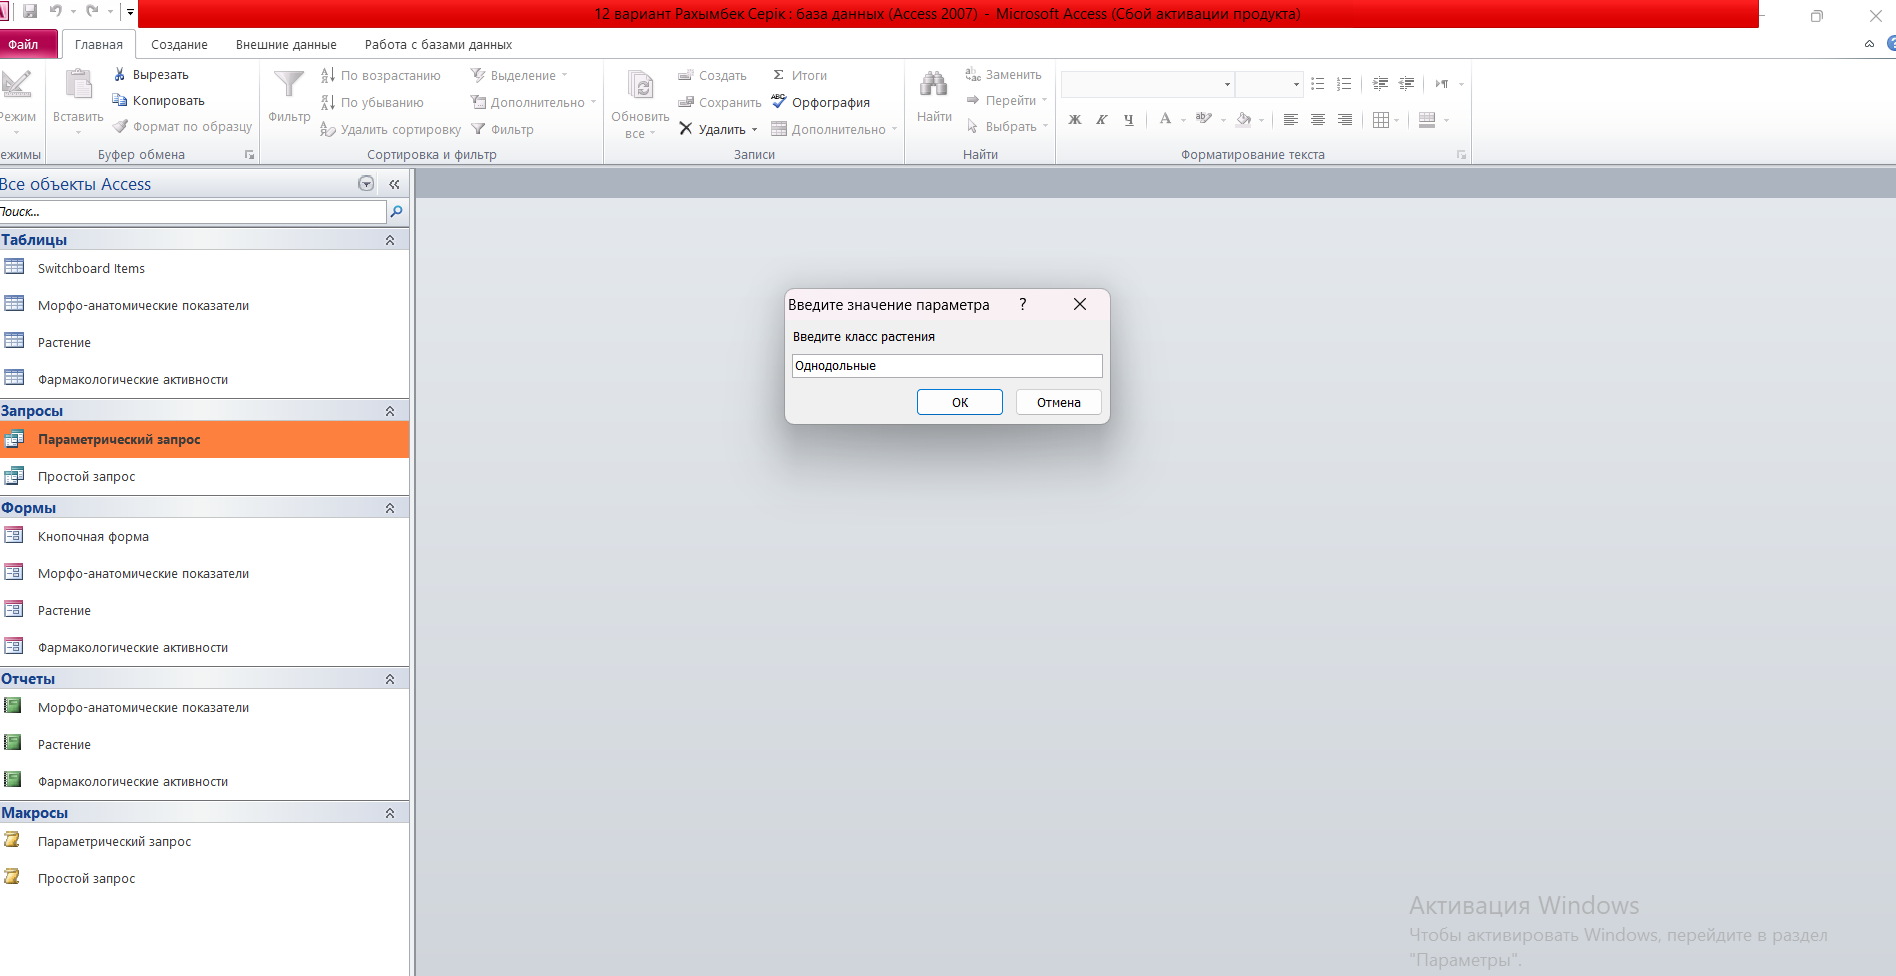 12 вариант Рахымбек Серік : база данных (Access 2007) - Microsoft Access (Сбой активации продукта)
Файл Главная Создание Внешние данные Работа с базами данных
Режим
Режимы
Вставить
Вырезать
Копировать
Формат по образцу
Буфер обмена
Фильтр
По возрастанию
По убыванию
Удалить сортировку
Выделение
Дополнительно
Фильтр
Сортировка и фильтр
Обновить
все
Создать
Сохранить
Удалить
Итоги
Орфография
Дополнительно
Записи
Найти
Заменить
Перейти
Выбрать
Найти
Ж К Ч
Форматирование текста
Все объекты Access
Поиск...
Таблицы
Switchboard Items
Морфо-анатомические показатели
Растение
Фармакологические активности
Запросы
Параметрический запрос
Простой запрос
Формы
Кнопочная форма
Морфо-анатомические показатели
Растение
Фармакологические активности
Отчеты
Морфо-анатомические показатели
Растение
Фармакологические активности
Макросы
Параметрический запрос
Простой запрос
Введите значение параметра ?
Введите класс растения
Однодольные
ОК Отмена
Активация Windows
Чтобы активировать Windows, перейдите в раздел
"Параметры".